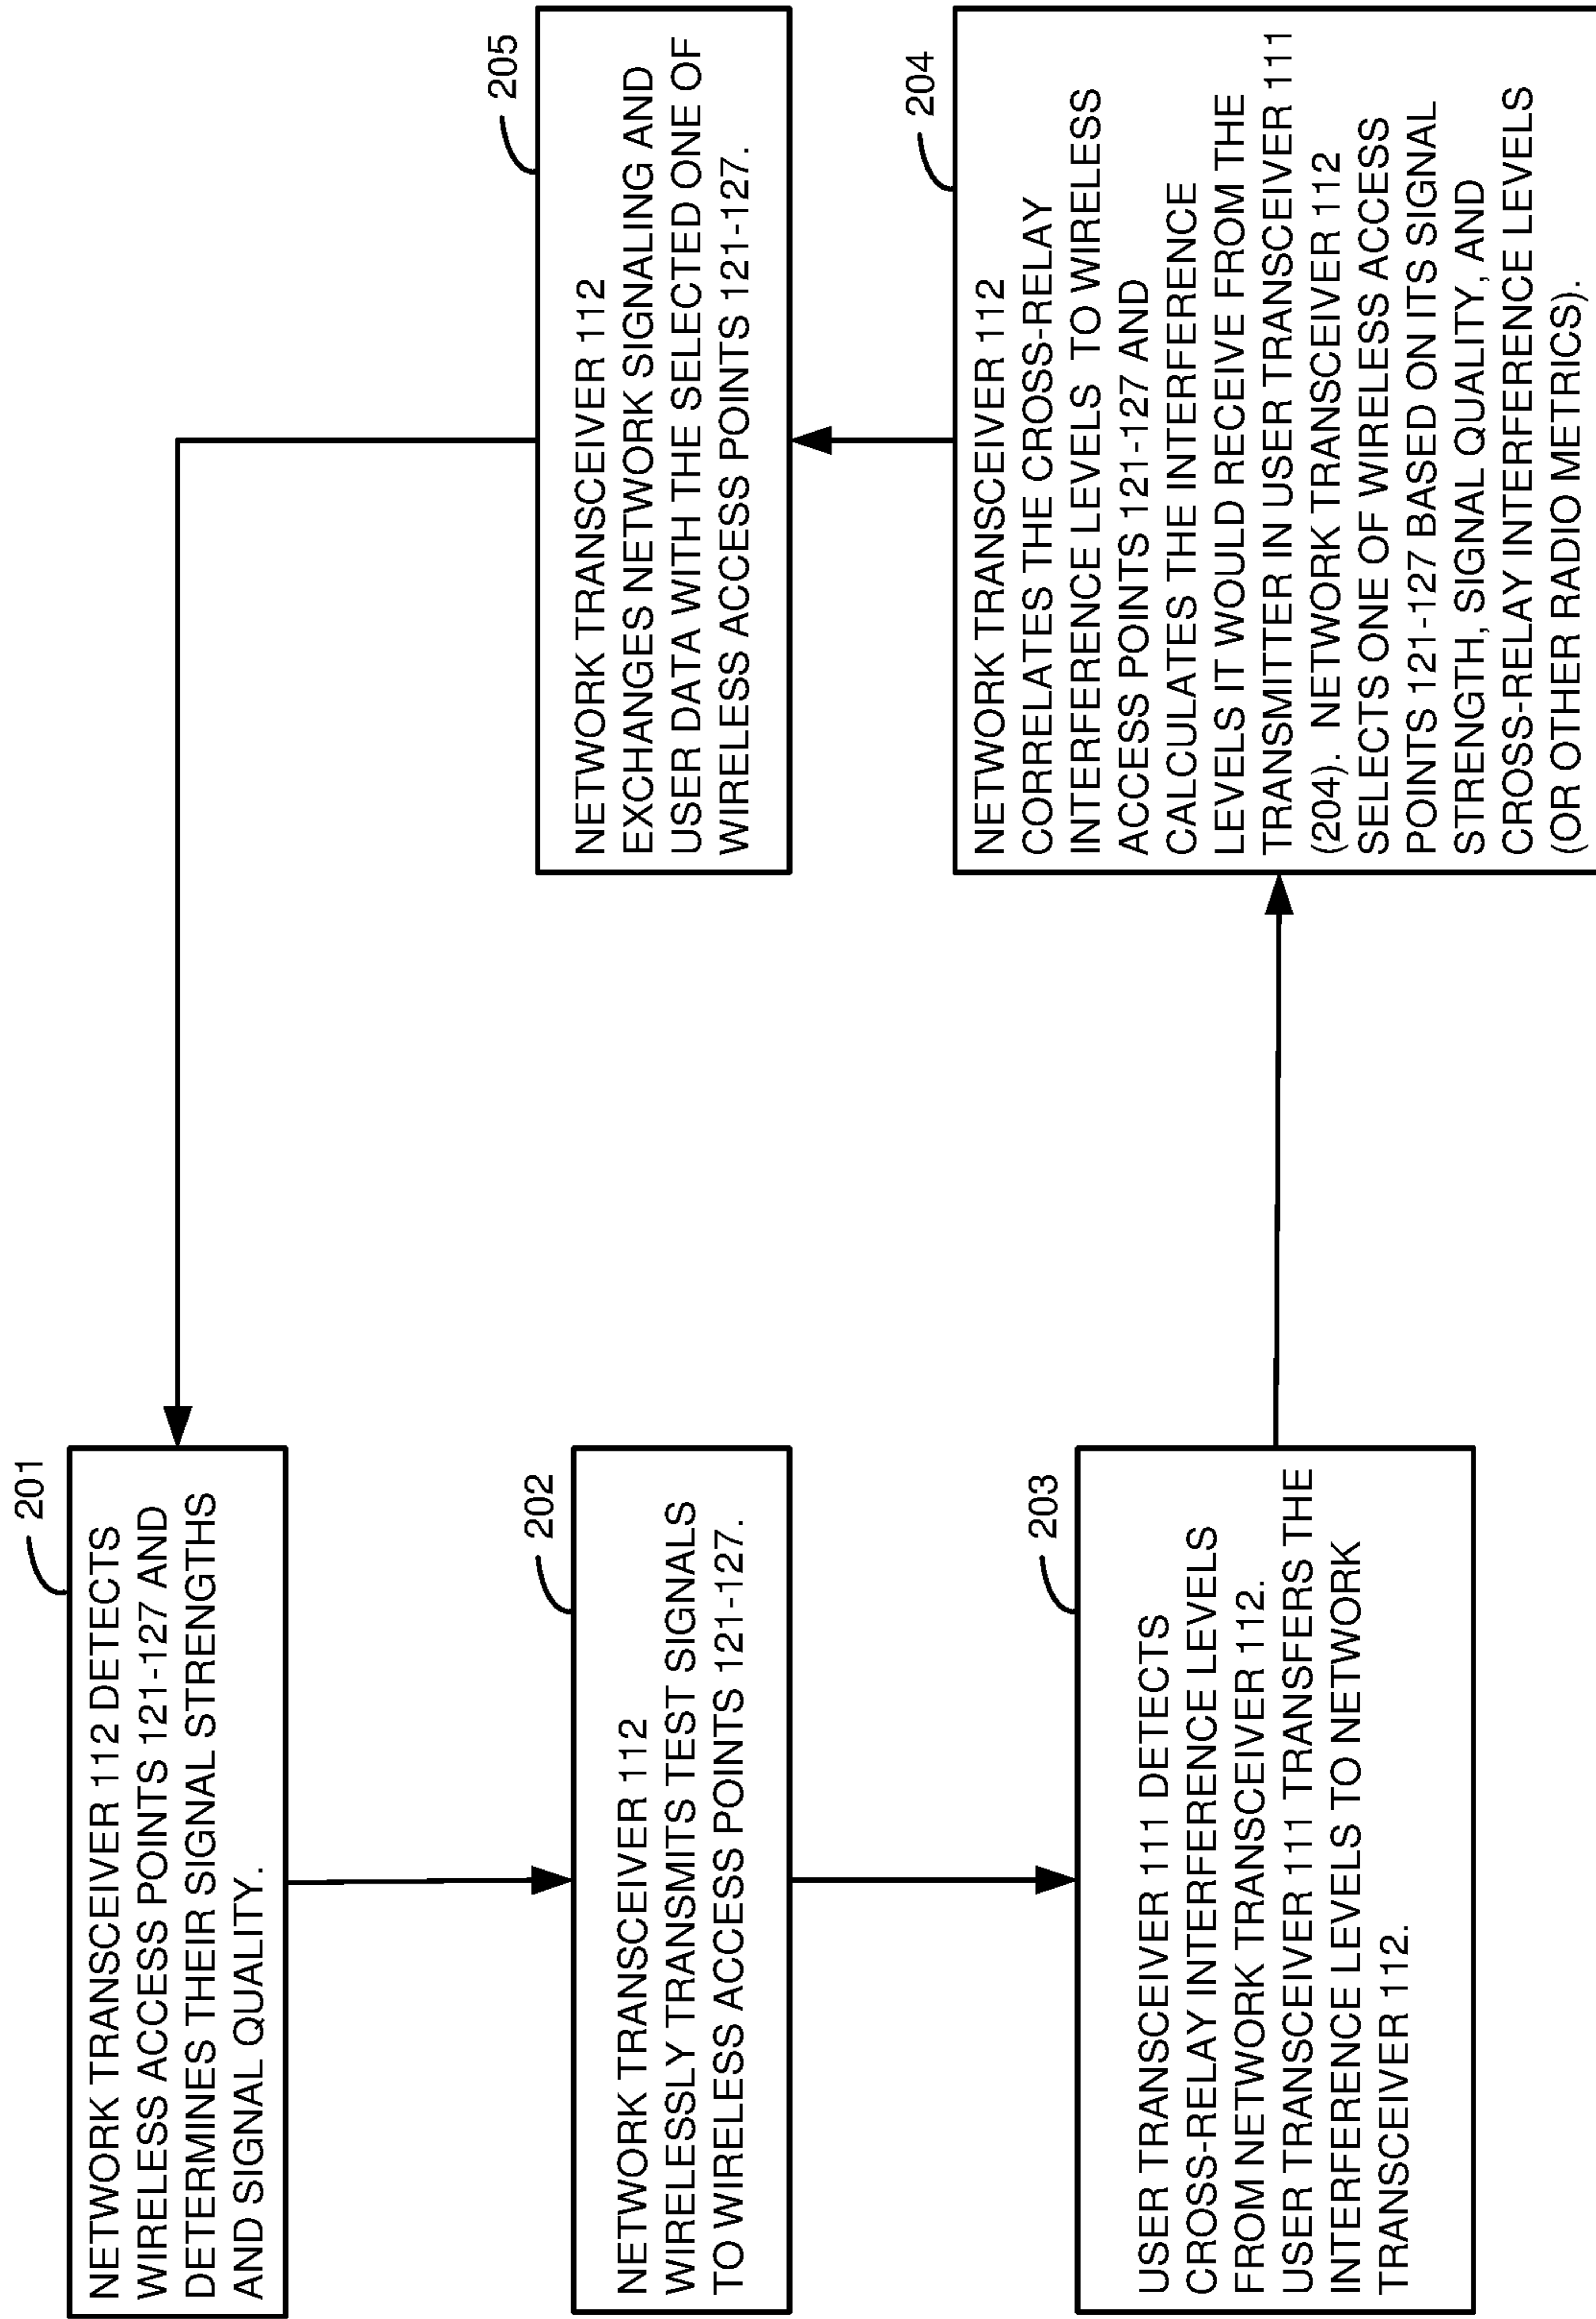 201
NETWORK TRANSCEIVER 112 DETECTS
WIRELESS ACCESS POINTS 121-127 AND
DETERMINES THEIR SIGNAL STRENGTHS
AND SIGNAL QUALITY.
202
NETWORK TRANSCEIVER 112
WIRELESSLY TRANSMITS TEST SIGNALS
TO WIRELESS ACCESS POINTS 121-127.
203
USER TRANSCEIVER 111 DETECTS
CROSS-RELAY INTERFERENCE LEVELS
FROM NETWORK TRANSCEIVER 112.
USER TRANSCEIVER 111 TRANSFERS THE
INTERFERENCE LEVELS TO NETWORK
TRANSCEIVER 112.
204
NETWORK TRANSCEIVER 112
CORRELATES THE CROSS-RELAY
INTERFERENCE LEVELS TO WIRELESS
ACCESS POINTS 121-127 AND
CALCULATES THE INTERFERENCE
LEVELS IT WOULD RECEIVE FROM THE
TRANSMITTER IN USER TRANSCEIVER 111
(204). NETWORK TRANSCEIVER 112
SELECTS ONE OF WIRELESS ACCESS
POINTS 121-127 BASED ON ITS SIGNAL
STRENGTH, SIGNAL QUALITY, AND
CROSS-RELAY INTERFERENCE LEVELS
(OR OTHER RADIO METRICS).
205
NETWORK TRANSCEIVER 112
EXCHANGES NETWORK SIGNALING AND
USER DATA WITH THE SELECTED ONE OF
WIRELESS ACCESS POINTS 121-127.